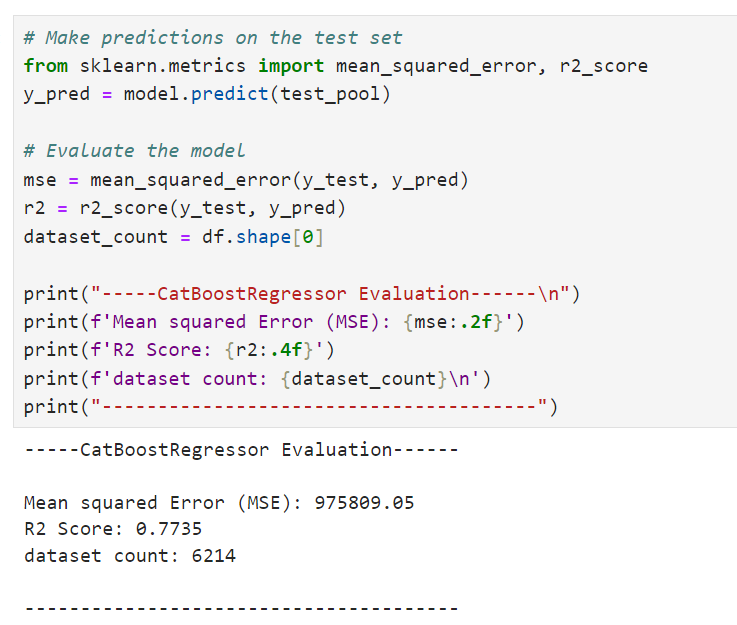 # Make predictions on the test set
from sklearn.metrics import mean_squared_error, r2_score
y_pred = model.predict(test_pool)
# Evaluate the model
mse = mean_squared_error(y_test, y_pred)
r2 = r2_score(y_test, y_pred)
dataset_count = df.shape[0]
print("-----CatBoostRegressor Evaluation------\n")
print(f'Mean squared Error (MSE): {mse:.2f}')
print(f'R2 Score: {r2:.4f}')
print(f'dataset count: {dataset_count}\n')
print("---------------------------------------")
-----CatBoostRegressor Evaluation------
Mean squared Error (MSE): 975809.05
R2 Score: 0.7735
dataset count: 6214
---------------------------------------